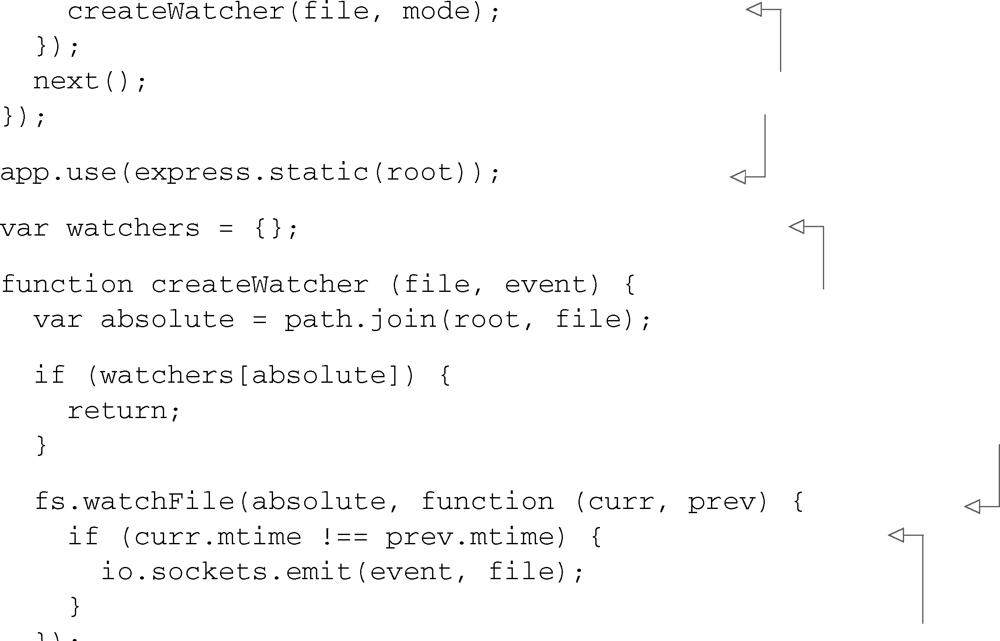 createWatcher(file, mode);
  });
  next();
});
app.use(express.static(root));
var watchers = {};
function createWatcher (file, event) {
  var absolute = path.join(root, file);
  if (watchers[absolute]) {
    return;
  }
  fs.watchFile(absolute, function (curr, prev) {
    if (curr.mtime !== prev.mtime) {
      io.sockets.emit(event, file);
    }
  });